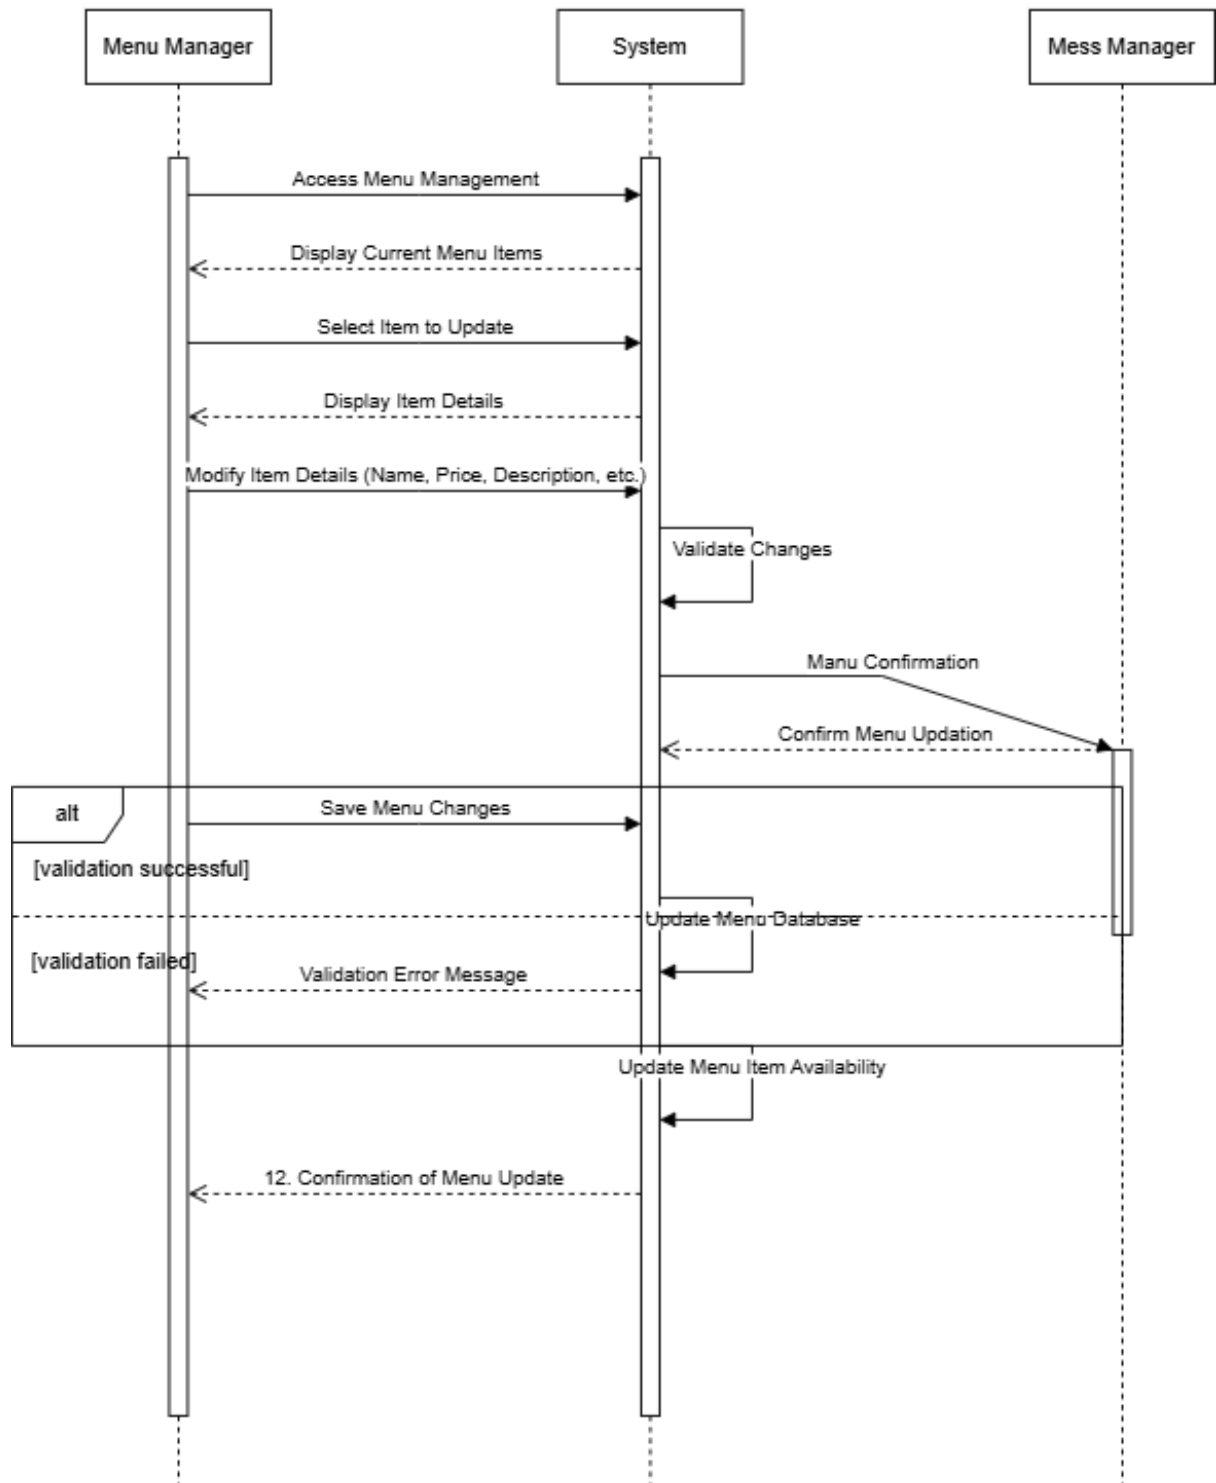 Menu Manager
System
Mess Manager
Access Menu Management
Display Current Menu Items
Select Item to Update
Display Item Details
Modify Item Details (Name, Price, Description, etc.)
Validate Changes
Manu Confirmation
Confirm Menu Updation
alt
Save Menu Changes
[validation successful]
Update Menu Database
[validation failed]
Validation Error Message
Update Menu Item Availability
12. Confirmation of Menu Update